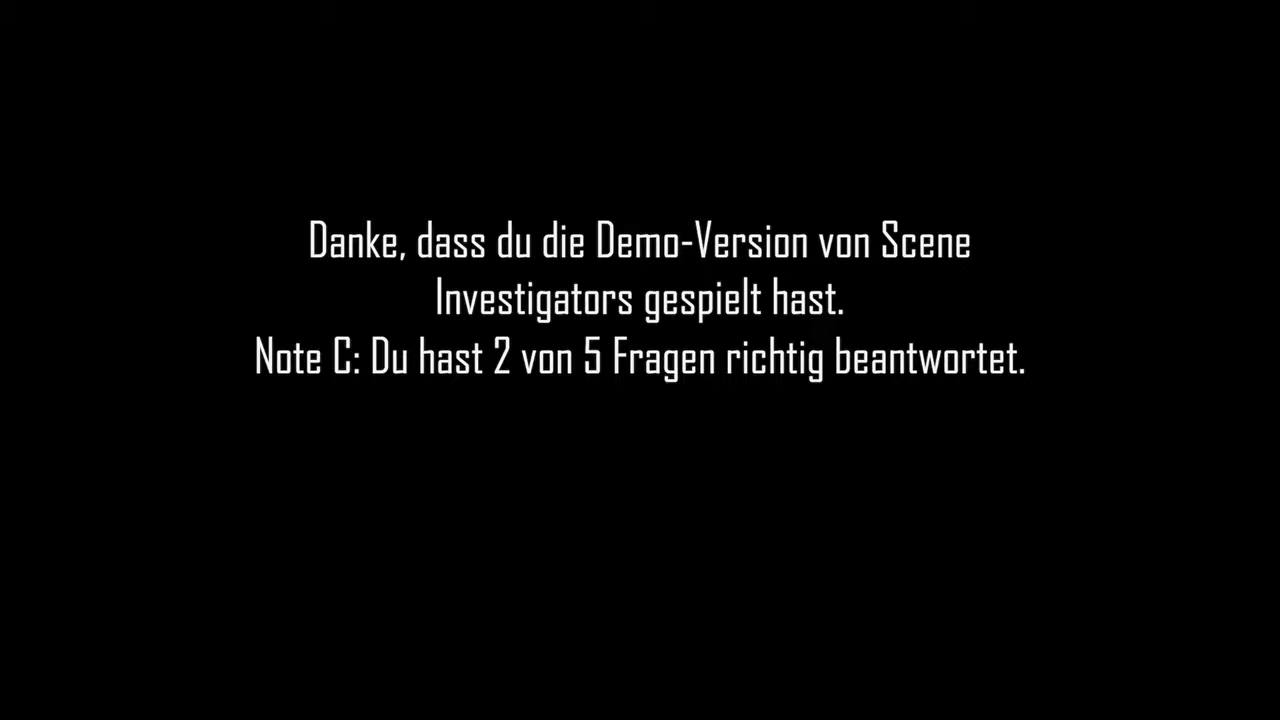 Danke, dass du die Demo-Version von Scene
Investigators gespielt hast.
Note C: Du hast 2 von 5 Fragen richtig beantwortet.